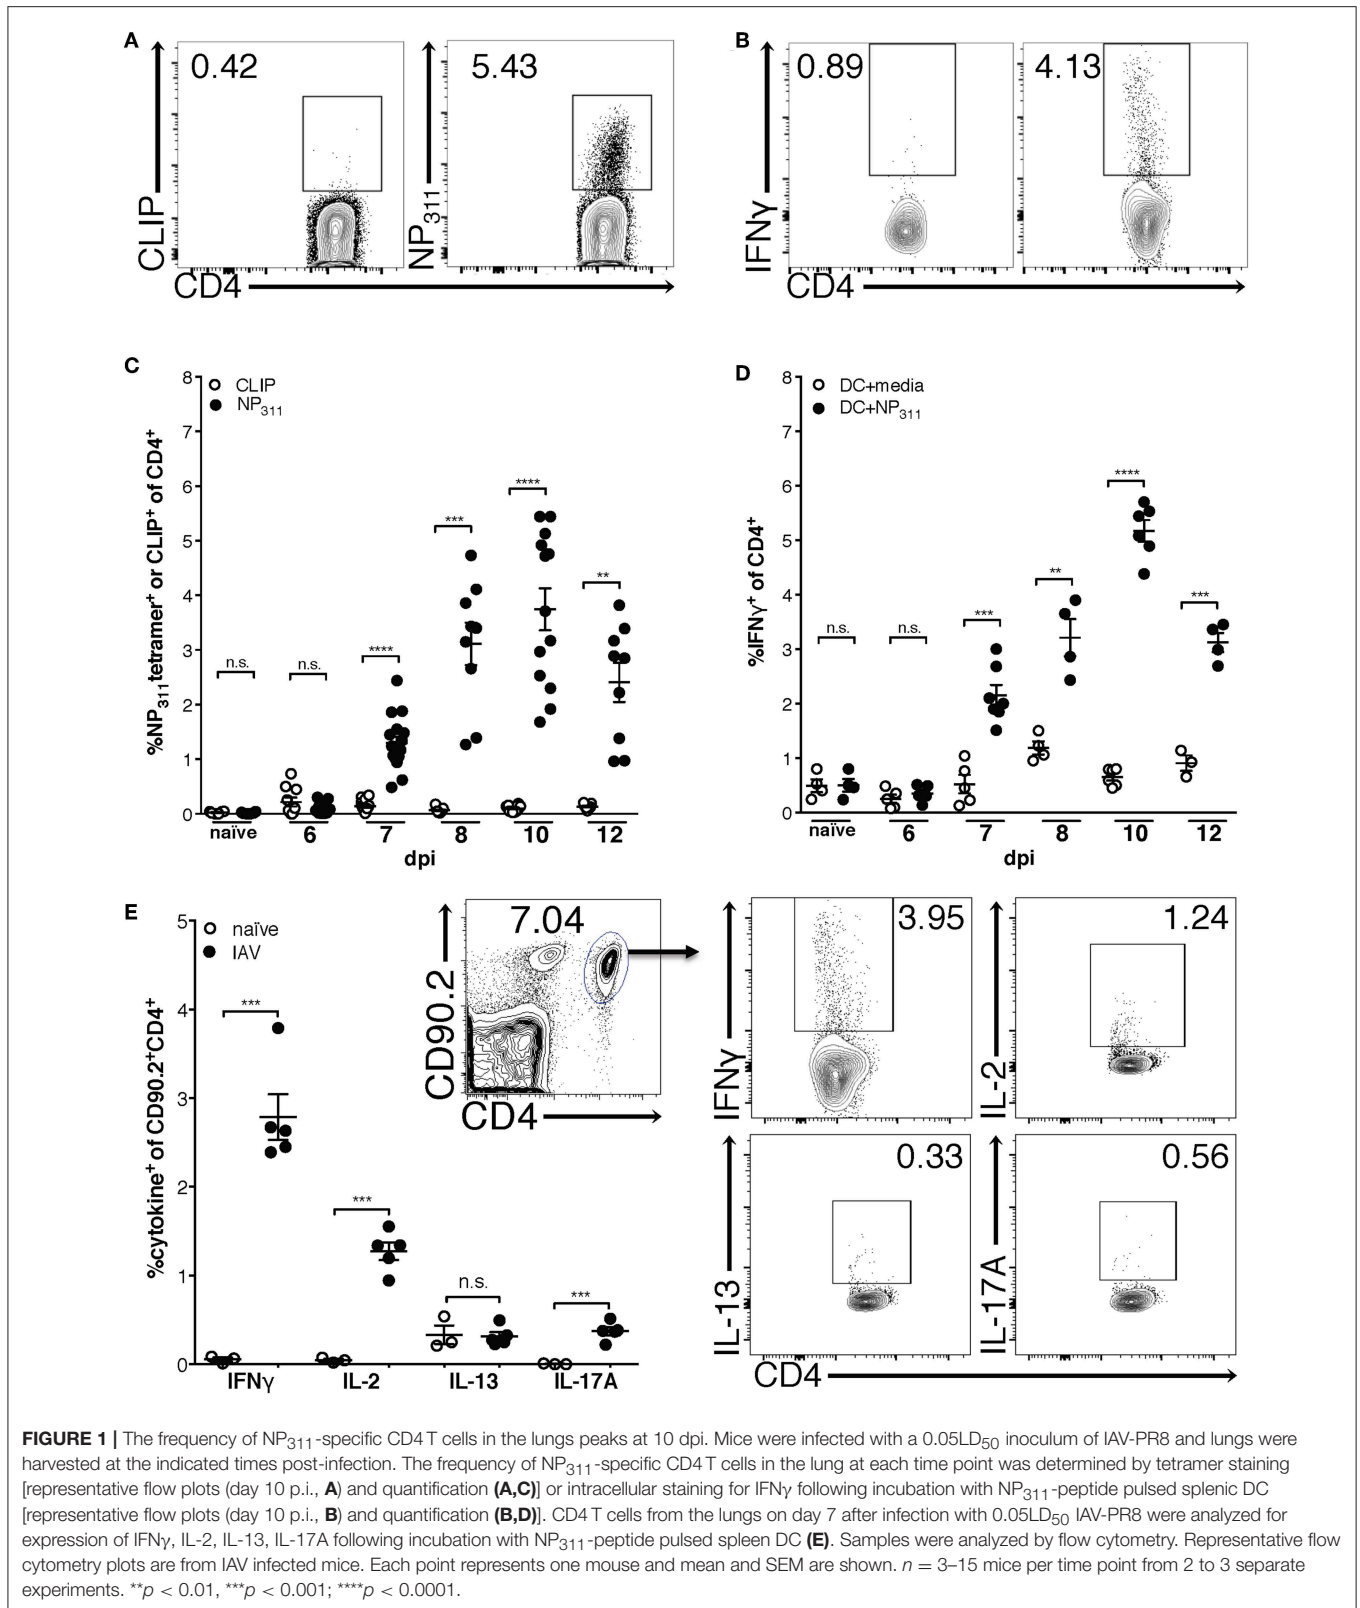 A
CLIP
0.42
NP311
5.43
CD4
B
IFNγ
0.89
4.13
CD4
C
CLIP
NP311
%NP311tetramer+ or CLIP+ of CD4+
8
7
6
5
4
3
2
1
0
n.s.
n.s.
****
***
****
**
naïve
6
7
8
10
12
dpi
D
DC+media
DC+NP311
%IFNγ+ of CD4+
8
7
6
5
4
3
2
1
0
n.s.
n.s.
***
**
****
***
naïve
6
7
8
10
12
dpi
E
naïve
IAV
%cytokine+ of CD90.2+CD4+
5
4
3
2
1
0
***
***
n.s.
***
IFNγ
IL-2
IL-13
IL-17A
CD90.2
7.04
CD4
IFNγ
3.95
IL-2
1.24
IL-13
0.33
IL-17A
0.56
CD4
FIGURE 1 | The frequency of NP311-specific CD4 T cells in the lungs peaks at 10 dpi. Mice were infected with a 0.05LD50 inoculum of IAV-PR8 and lungs were
harvested at the indicated times post-infection. The frequency of NP311-specific CD4 T cells in the lung at each time point was determined by tetramer staining
[representative flow plots (day 10 p.i., A) and quantification (A,C)] or intracellular staining for IFNγ following incubation with NP311-peptide pulsed splenic DC
[representative flow plots (day 10 p.i., B) and quantification (B,D)]. CD4 T cells from the lungs on day 7 after infection with 0.05LD50 IAV-PR8 were analyzed for
expression of IFNγ, IL-2, IL-13, IL-17A following incubation with NP311-peptide pulsed spleen DC (E). Samples were analyzed by flow cytometry. Representative flow
cytometry plots are from IAV infected mice. Each point represents one mouse and mean and SEM are shown. n = 3–15 mice per time point from 2 to 3 separate
experiments. **p < 0.01, ***p < 0.001; ****p < 0.0001.